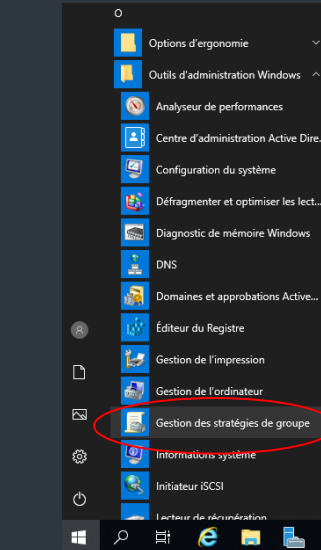 O
Options d'ergonomie
Outils d'administration Windows
Analyseur de performances
Centre d'administration Active Dire...
Configuration du système
Défragmenter et optimiser les lect...
Diagnostic de mémoire Windows
DNS
Domaines et approbations Active...
Éditeur du Registre
Gestion de l'impression
Gestion de l'ordinateur
Gestion des stratégies de groupe
Informations système
Initiateur iSCSI
Lecteur de récupération